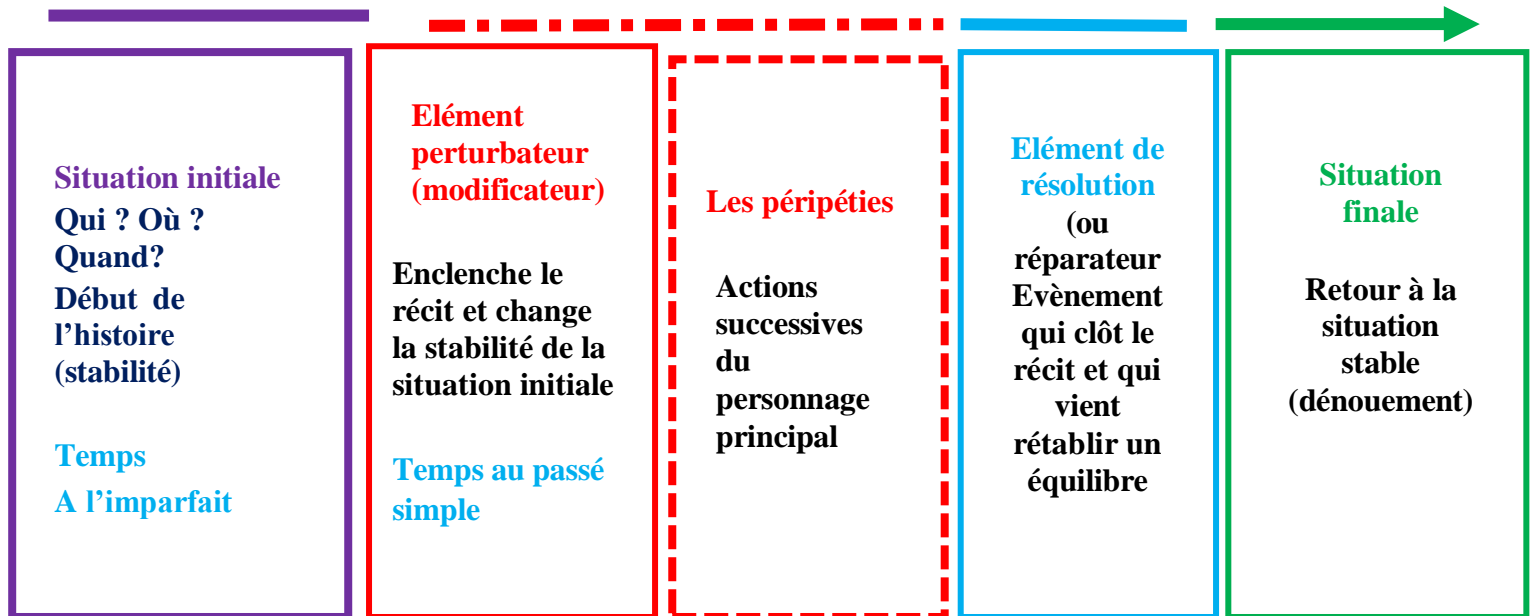 Situation initiale
Qui ? Où ?
Quand?
Début de
l’histoire
(stabilité)
Temps
A l’imparfait
Elément
perturbateur
(modificateur)
Enclenche le
récit et change
la stabilité de la
situation initiale
Temps au passé
simple
Les péripéties
Actions
successives
du
personnage
principal
Elément de
résolution
(ou
réparateur
Evènement
qui clôt le
récit et qui
vient
rétablir un
équilibre
Situation
finale
Retour à la
situation
stable
(dénouement)